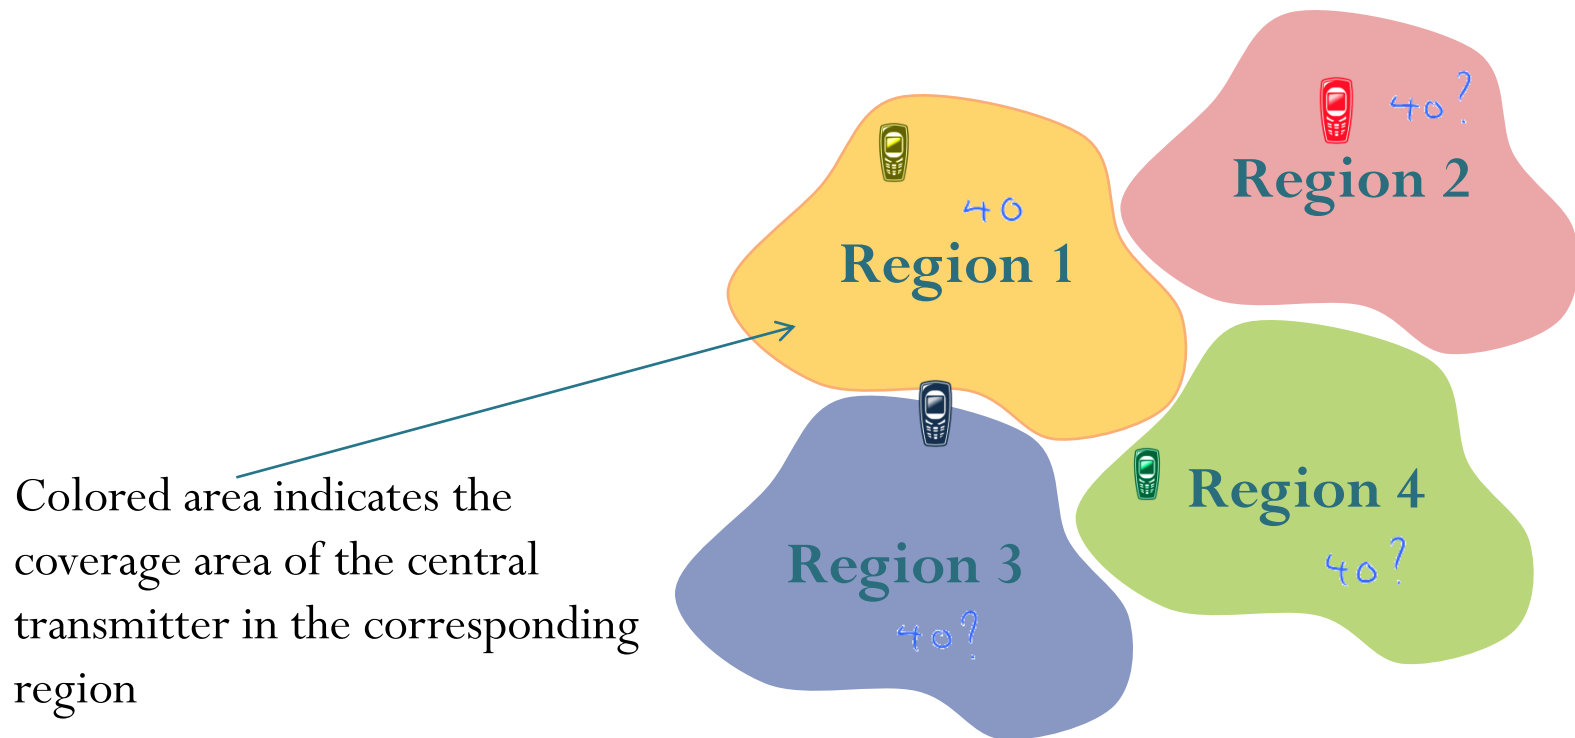 40?
Region 2
40
Region 1
Colored area indicates the
coverage area of the central
transmitter in the corresponding
region
Region 4
40?
Region 3
40?